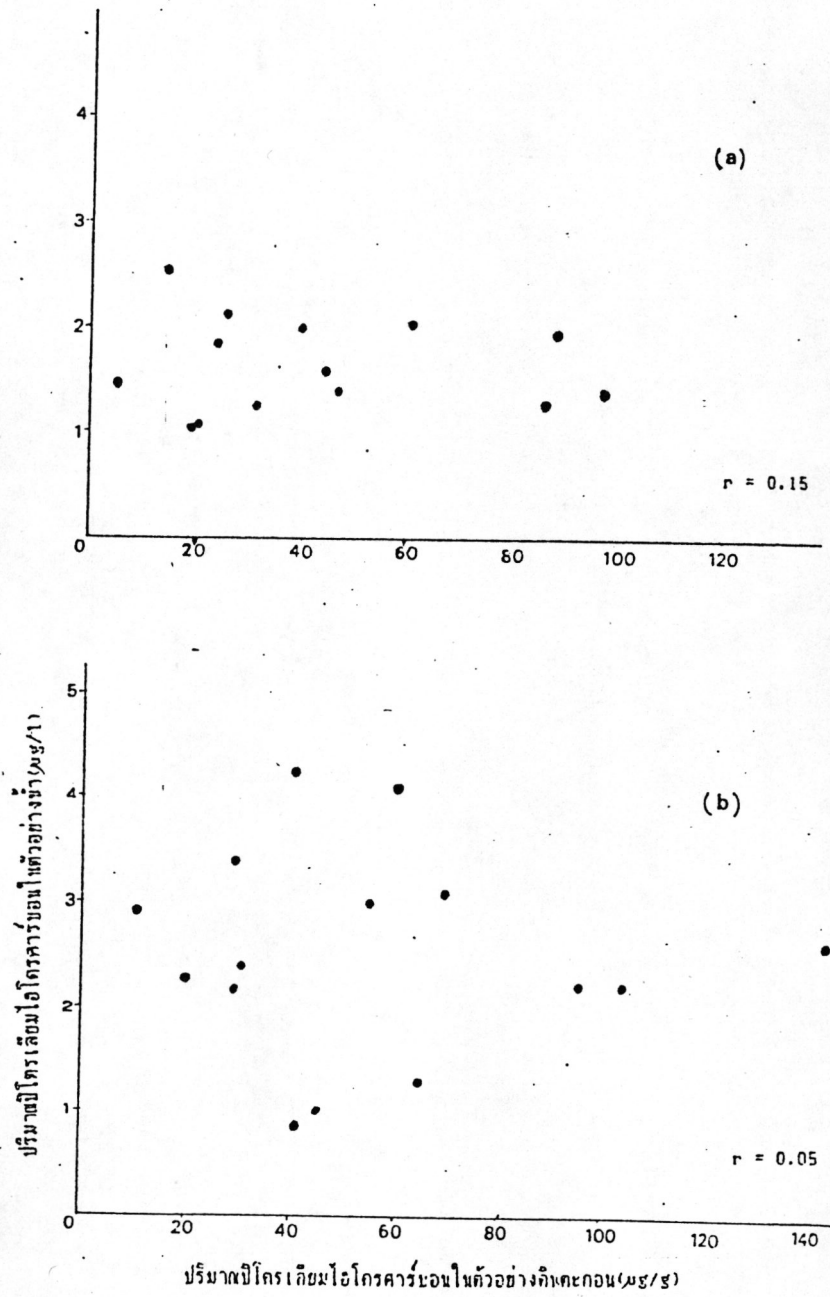 4
(a)
3
2
1
r = 0.15
0 20 40 60 80 100 120
5
4
(b)
3
2
1
r = 0.05
0 20 40 60 80 100 120 140
ปริมาณปิโตรเลียมไฮโดรคาร์บอนในตัวอย่างน้ำ(µg/l)
ปริมาณปิโตรเลียมไฮโดรคาร์บอนในตัวอย่างดินตะกอน(µg/g)